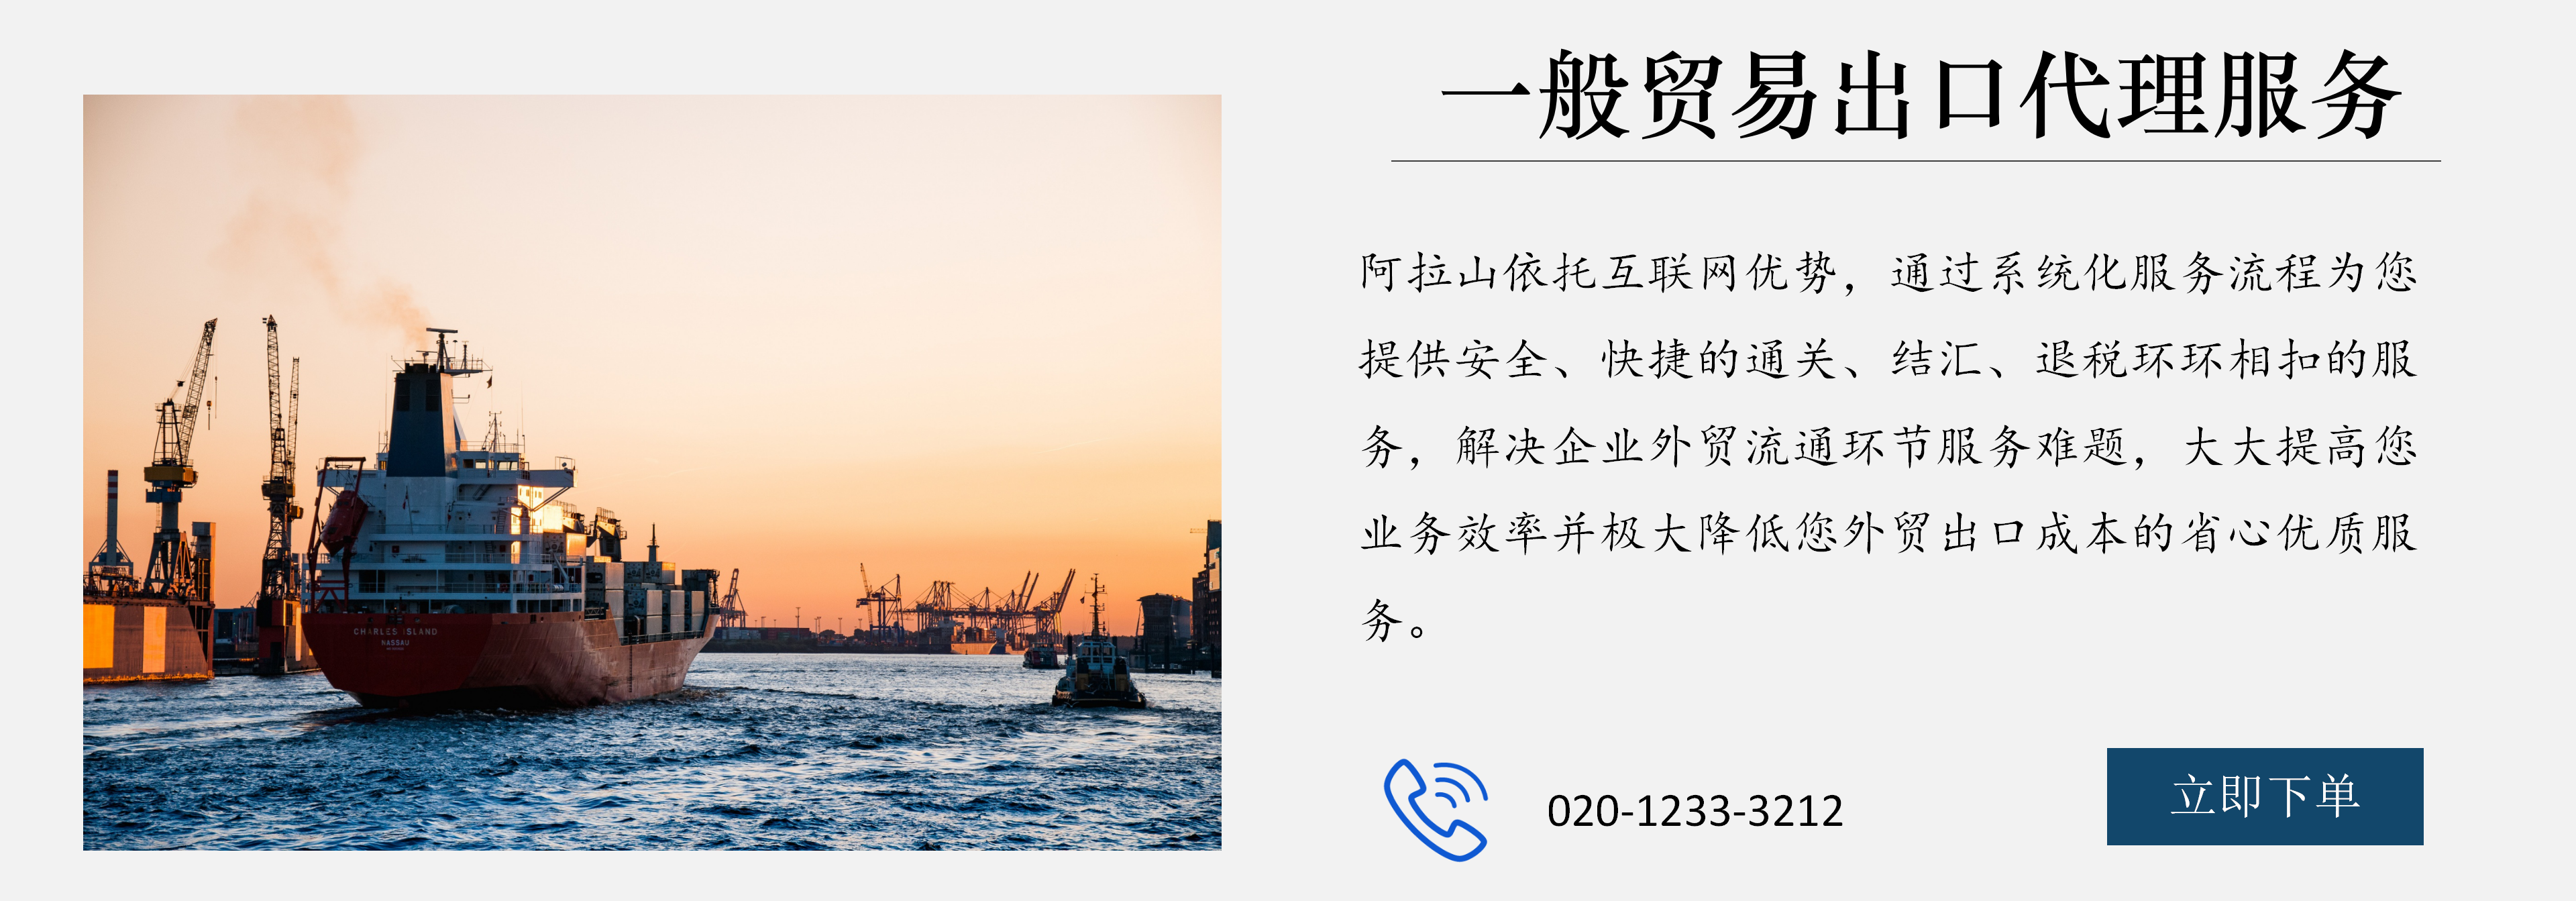 一般贸易出口代理服务
阿拉山依托互联网优势，通过系统化服务流程为您
提供安全、快捷的通关、结汇、退税环环相扣的服
务，解决企业外贸流通环节服务难题，大大提高您
业务效率并极大降低您外贸出口成本的省心优质服
务。
020-1233-3212
立即下单
CHARLES ISLAND
NASSAU